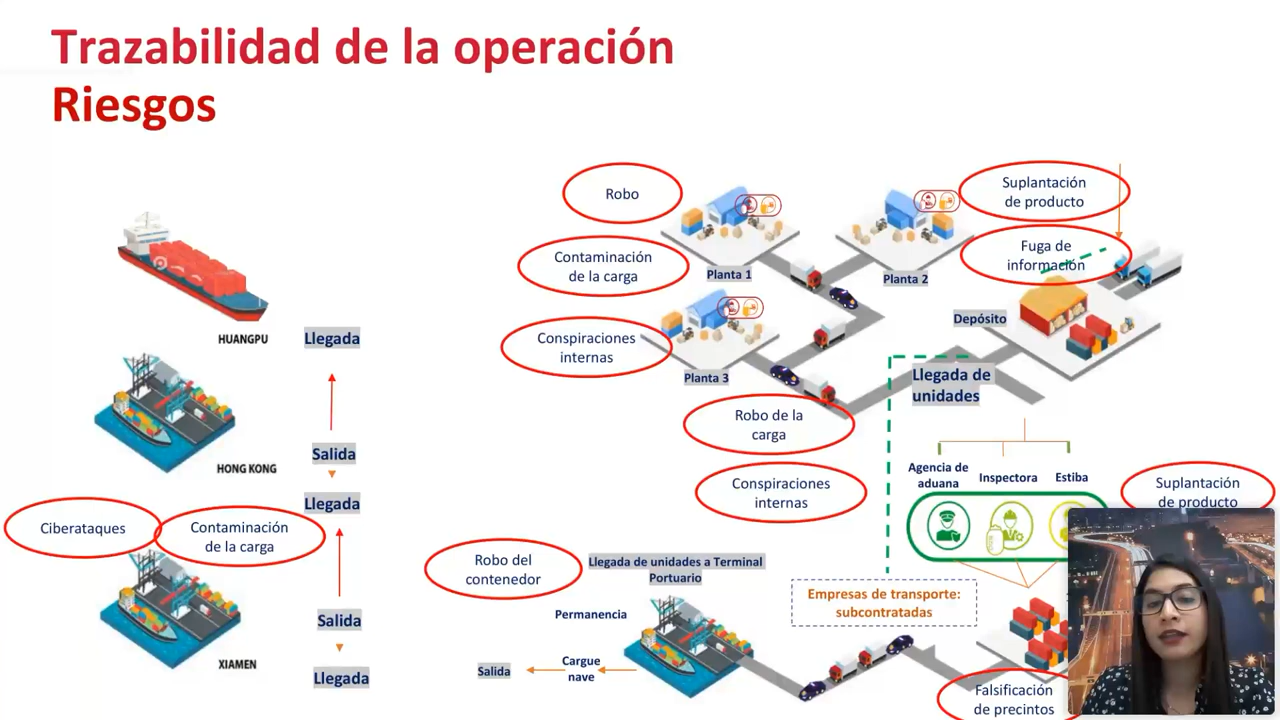 Trazabilidad de la operación
Riesgos
Robo
Contaminación
de la carga
Conspiraciones
internas
Planta 1
Planta 2
Planta 3
Suplantación
de producto
Fuga de
información
Depósito
Llegada de
unidades
Robo de la
carga
Conspiraciones
internas
Agencia de
aduana
Inspectora
Estiba
Suplantación
de producto
HUANGPU
Llegada
HONG KONG
Salida
Llegada
Ciberataques
Contaminación
de la carga
XIAMEN
Salida
Llegada
Robo del
contenedor
Llegada de unidades a Terminal
Portuario
Permanencia
Salida
Cargue
nave
Empresas de transporte:
subcontratadas
Falsificación
de precintos